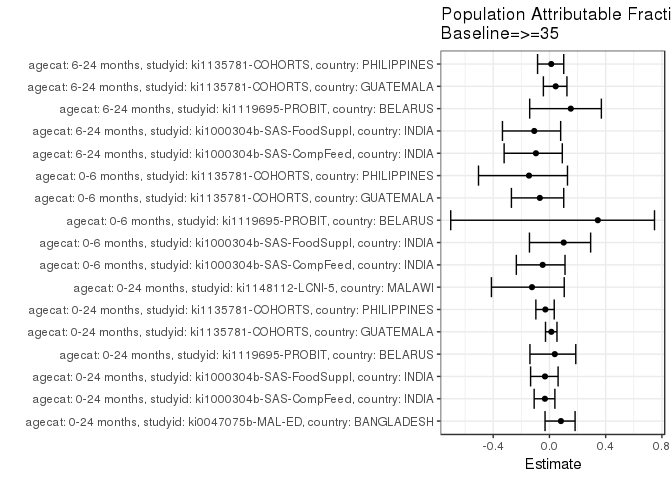 Population Attributable Fracti
Baseline=>=35
agecat: 6-24 months, studyid: ki1135781-COHORTS, country: PHILIPPINES
agecat: 6-24 months, studyid: ki1135781-COHORTS, country: GUATEMALA
agecat: 6-24 months, studyid: ki1119695-PROBIT, country: BELARUS
agecat: 6-24 months, studyid: ki1000304b-SAS-FoodSuppl, country: INDIA
agecat: 6-24 months, studyid: ki1000304b-SAS-CompFeed, country: INDIA
agecat: 0-6 months, studyid: ki1135781-COHORTS, country: PHILIPPINES
agecat: 0-6 months, studyid: ki1135781-COHORTS, country: GUATEMALA
agecat: 0-6 months, studyid: ki1119695-PROBIT, country: BELARUS
agecat: 0-6 months, studyid: ki1000304b-SAS-FoodSuppl, country: INDIA
agecat: 0-6 months, studyid: ki1000304b-SAS-CompFeed, country: INDIA
agecat: 0-24 months, studyid: ki1148112-LCNI-5, country: MALAWI
agecat: 0-24 months, studyid: ki1135781-COHORTS, country: PHILIPPINES
agecat: 0-24 months, studyid: ki1135781-COHORTS, country: GUATEMALA
agecat: 0-24 months, studyid: ki1119695-PROBIT, country: BELARUS
agecat: 0-24 months, studyid: ki1000304b-SAS-FoodSuppl, country: INDIA
agecat: 0-24 months, studyid: ki1000304b-SAS-CompFeed, country: INDIA
agecat: 0-24 months, studyid: ki0047075b-MAL-ED, country: BANGLADESH
-0.4 0.0 0.4 0.8
Estimate